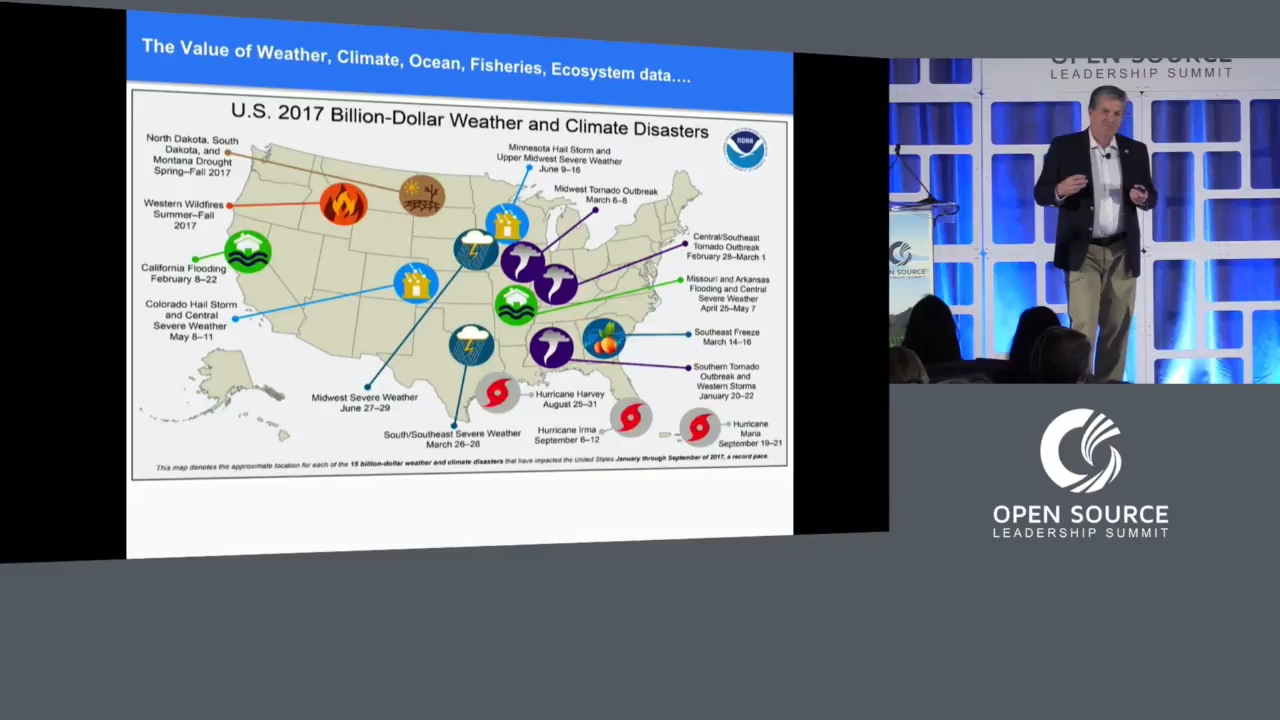 The Value of Weather, Climate, Ocean, Fisheries, Ecosystem data....
U.S. 2017 Billion-Dollar Weather and Climate Disasters
NOAA
North Dakota, South
Dakota, and
Montana Drought
Spring–Fall 2017
Western Wildfires
Summer–Fall
2017
California Flooding
February 8–22
Colorado Hail Storm
and Central
Severe Weather
May 8–11
Minnesota Hail Storm and
Upper Midwest Severe Weather
June 9–16
Midwest Tornado Outbreak
March 6–8
Central/Southeast
Tornado Outbreak
February 28–March 1
Missouri and Arkansas
Flooding and Central
Severe Weather
April 25–May 7
Southeast Freeze
March 14–16
Southern Tornado
Outbreak and
Western Storms
January 20–22
Midwest Severe Weather
June 27–29
South/Southeast Severe Weather
March 26–28
Hurricane Harvey
August 25–31
Hurricane Irma
September 6–12
Hurricane
Maria
September 19–21
This map denotes the approximate location for each of the 15 billion-dollar weather and climate disasters that have impacted the United States January through September of 2017, a record pace.
OPEN SOURCE
LEADERSHIP SUMMIT
OPEN SOURCE
OPEN SOURCE
LEADERSHIP SUMMIT